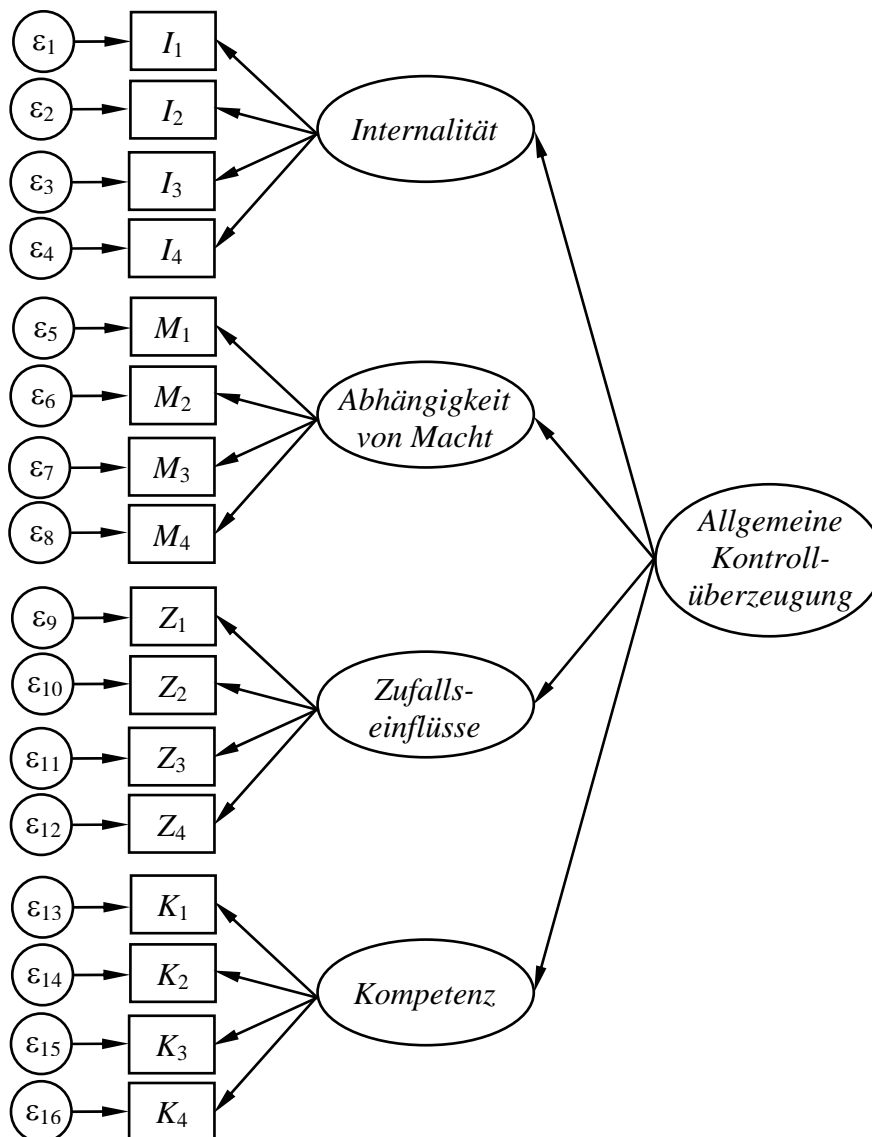 ε1 I1
ε2 I2
Internalität
ε3 I3
ε4 I4
ε5 M1
ε6 M2
Abhängigkeit
von Macht
ε7 M3
ε8 M4
Allgemeine
Kontroll-
überzeugung
ε9 Z1
ε10 Z2
Zufalls-
einflüsse
ε11 Z3
ε12 Z4
ε13 K1
ε14 K2
Kompetenz
ε15 K3
ε16 K4